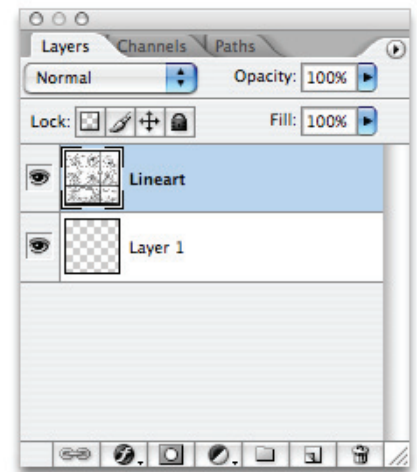 Layers Channels Paths
Normal Opacity: 100%
Lock: Fill: 100%
Lineart
Layer 1